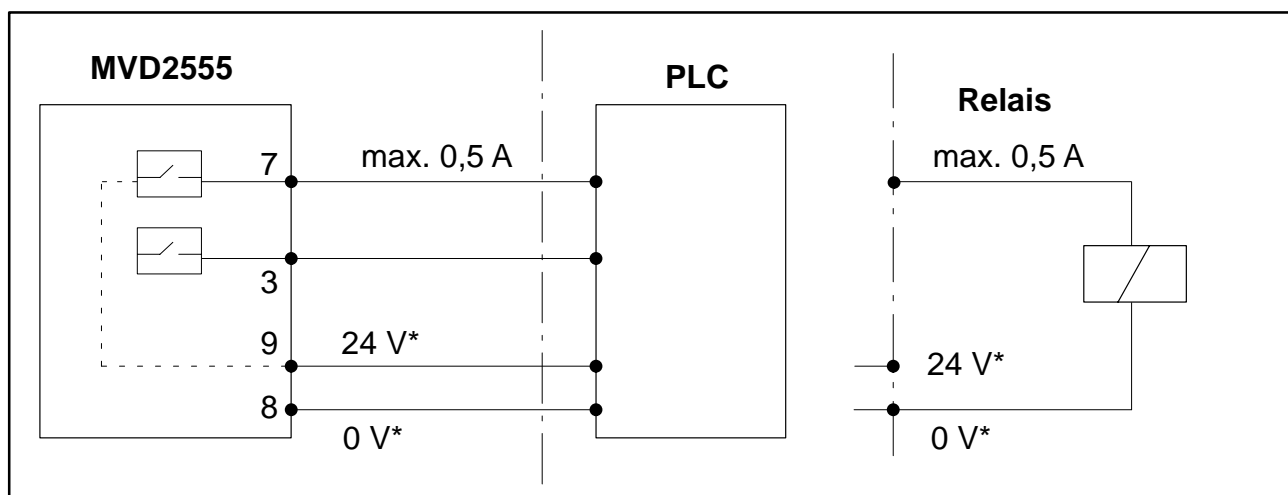 MVD2555
PLC
Relais
7
max. 0,5 A
max. 0,5 A
3
9
24 V*
24 V*
8
0 V*
0 V*